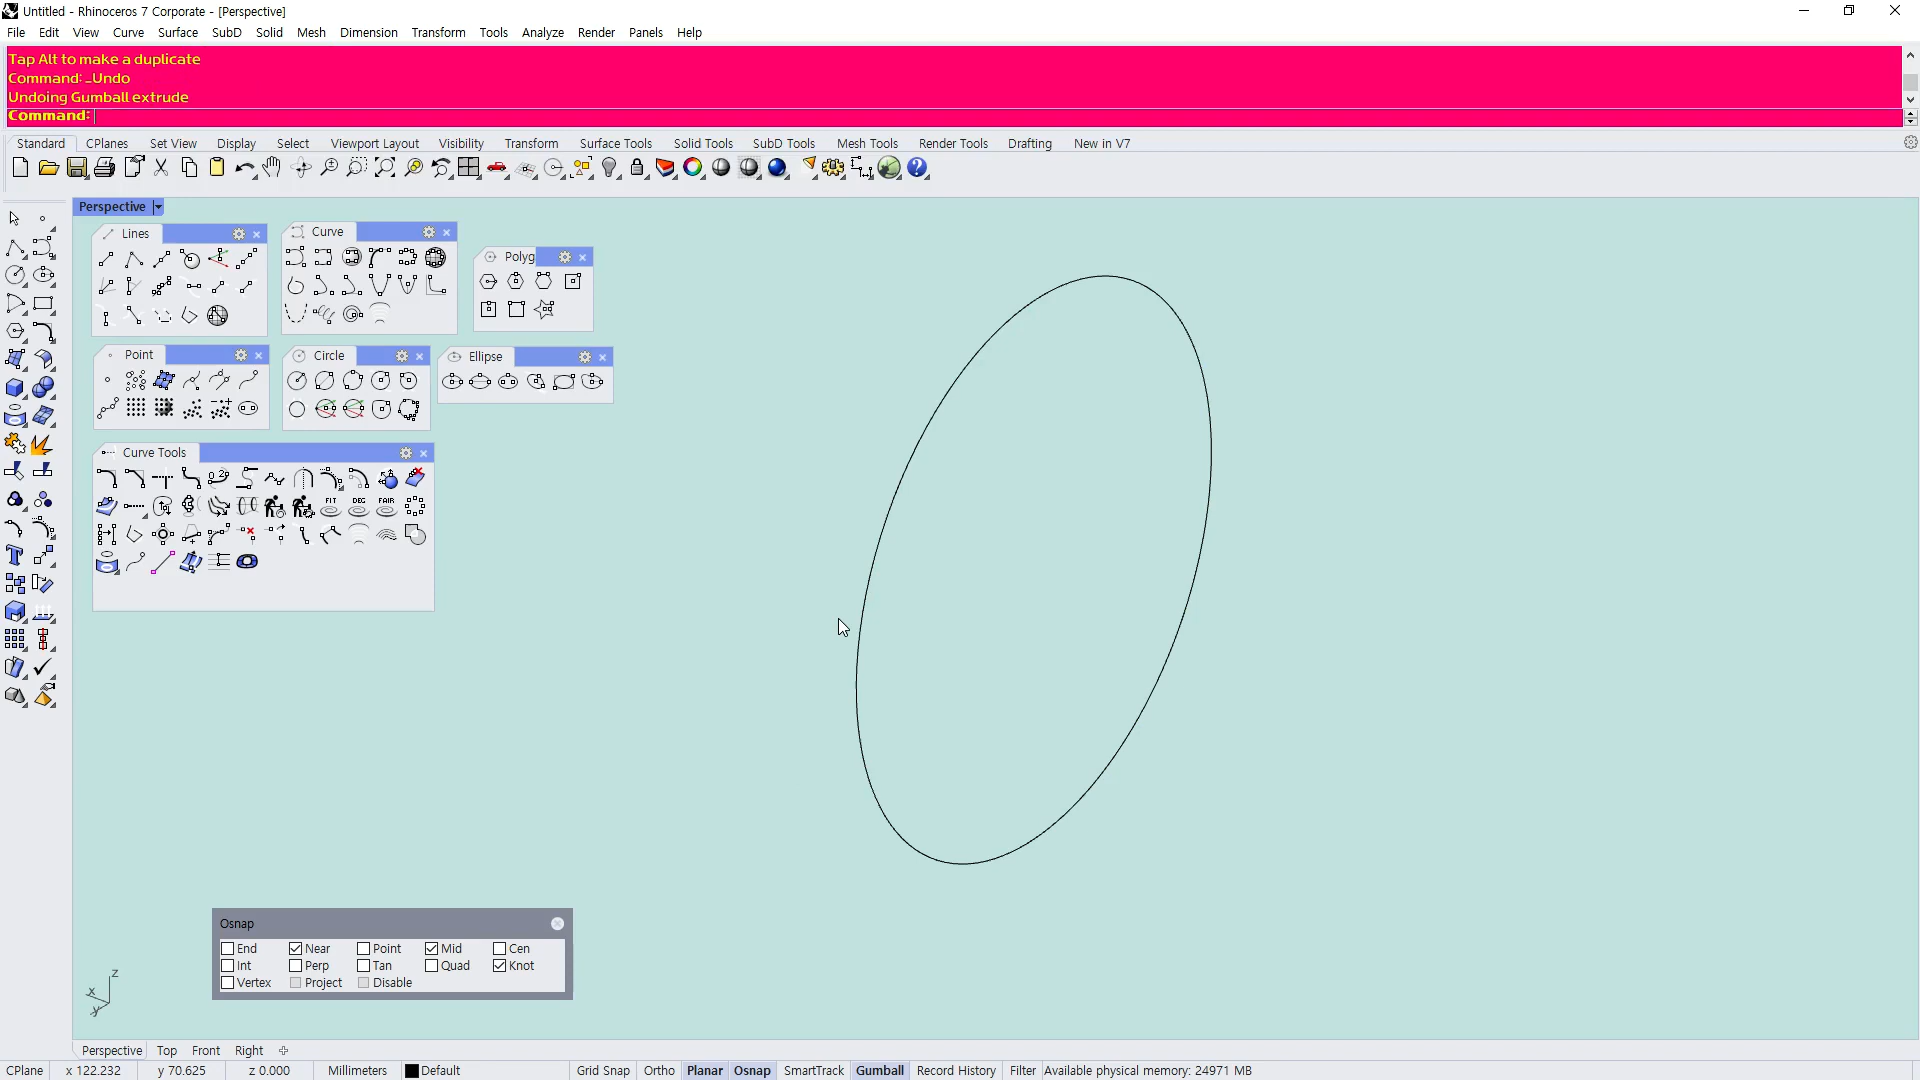 Untitled - Rhinoceros 7 Corporate - [Perspective]
File Edit View Curve Surface SubD Solid Mesh Dimension Transform Tools Analyze Render Panels Help
Tap Alt to make a duplicate
Command: _Undo
Undoing Gumball extrude
Command:
Standard CPlanes Set View Display Select Viewport Layout Visibility Transform Surface Tools Solid Tools SubD Tools Mesh Tools Render Tools Drafting New in V7
Perspective
Lines
Curve
Polyg
Point
Circle
Ellipse
Curve Tools
FIT DEG FAIR
Osnap
End Near Point Mid Cen
Int Perp Tan Quad Knot
Vertex Project Disable
z
x
y
Perspective Top Front Right
CPlane x 122.232 y 70.625 z 0.000 Millimeters Default Grid Snap Ortho Planar Osnap SmartTrack Gumball Record History Filter Available physical memory: 24971 MB